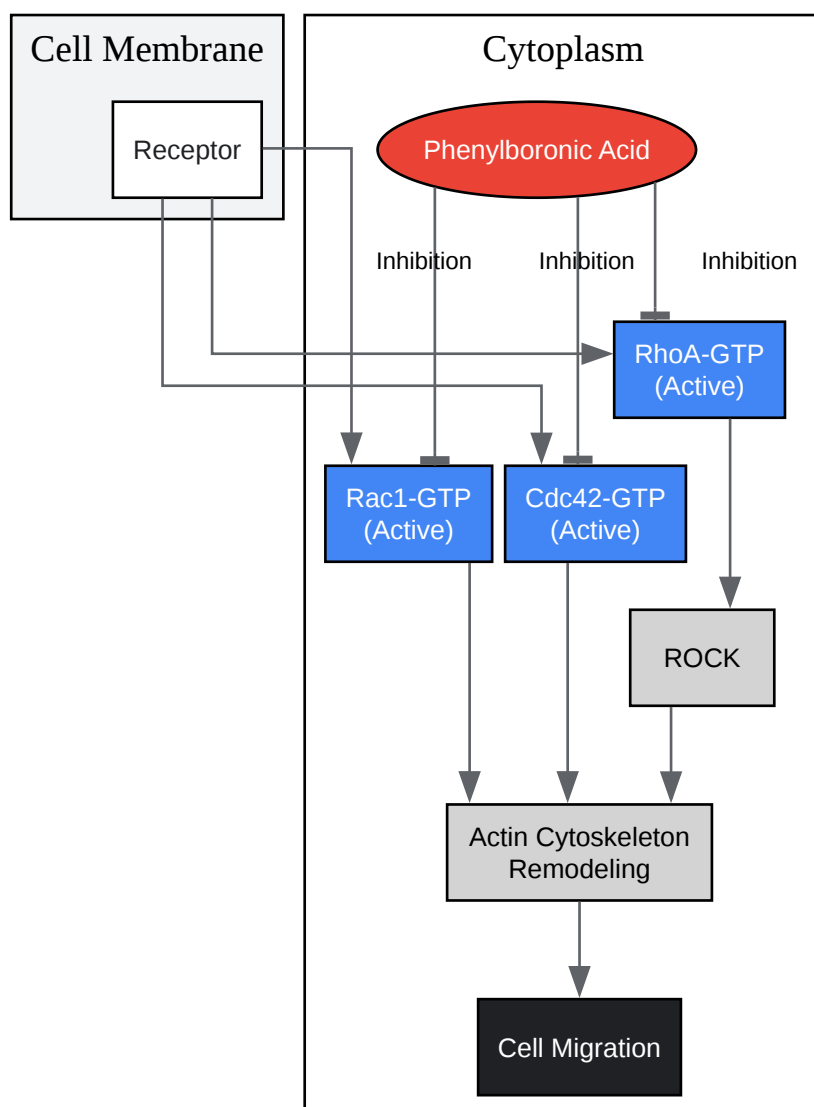 Cell Membrane
Cytoplasm
Receptor
Phenylboronic Acid
Inhibition
Inhibition
Inhibition
RhoA-GTP
(Active)
Rac1-GTP
(Active)
Cdc42-GTP
(Active)
ROCK
Actin Cytoskeleton
Remodeling
Cell Migration